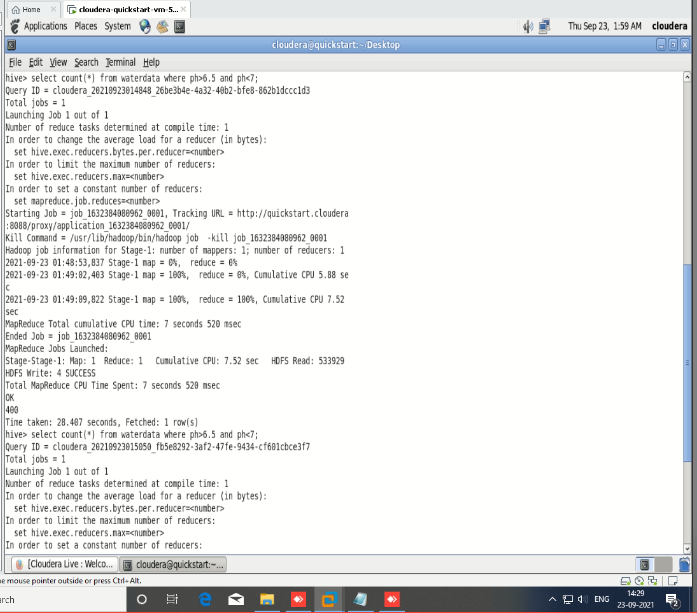 Home × cloudera-quickstart-vm-5... ×
Applications Places System Thu Sep 23, 1:59 AM cloudera
cloudera@quickstart:~/Desktop
File Edit View Search Terminal Help
hive> select count(*) from waterdata where ph>6.5 and ph<7;
Query ID = cloudera_20210923014848_26be3b4e-4a32-40b2-bfe8-862b1dccc1d3
Total jobs = 1
Launching Job 1 out of 1
Number of reduce tasks determined at compile time: 1
In order to change the average load for a reducer (in bytes):
  set hive.exec.reducers.bytes.per.reducer=<number>
In order to limit the maximum number of reducers:
  set hive.exec.reducers.max=<number>
In order to set a constant number of reducers:
  set mapreduce.job.reduces=<number>
Starting Job = job_1632384080962_0001, Tracking URL = http://quickstart.cloudera
:8088/proxy/application_1632384080962_0001/
Kill Command = /usr/lib/hadoop/bin/hadoop job  -kill job_1632384080962_0001
Hadoop job information for Stage-1: number of mappers: 1; number of reducers: 1
2021-09-23 01:48:53,837 Stage-1 map = 0%,  reduce = 0%
2021-09-23 01:49:02,403 Stage-1 map = 100%,  reduce = 0%, Cumulative CPU 5.88 se
c
2021-09-23 01:49:09,822 Stage-1 map = 100%,  reduce = 100%, Cumulative CPU 7.52
sec
MapReduce Total cumulative CPU time: 7 seconds 520 msec
Ended Job = job_1632384080962_0001
MapReduce Jobs Launched:
Stage-Stage-1: Map: 1  Reduce: 1   Cumulative CPU: 7.52 sec   HDFS Read: 533929
HDFS Write: 4 SUCCESS
Total MapReduce CPU Time Spent: 7 seconds 520 msec
OK
400
Time taken: 28.407 seconds, Fetched: 1 row(s)
hive> select count(*) from waterdata where ph>6.5 and ph<7;
Query ID = cloudera_20210923015050_fb5e8292-3af2-47fe-9434-cf601cbce3f7
Total jobs = 1
Launching Job 1 out of 1
Number of reduce tasks determined at compile time: 1
In order to change the average load for a reducer (in bytes):
  set hive.exec.reducers.bytes.per.reducer=<number>
In order to limit the maximum number of reducers:
  set hive.exec.reducers.max=<number>
In order to set a constant number of reducers:
[Cloudera Live : Welco... cloudera@quickstart:~...
e mouse pointer outside or press Ctrl+Alt.
rch ENG 14:29
23-09-2021 2